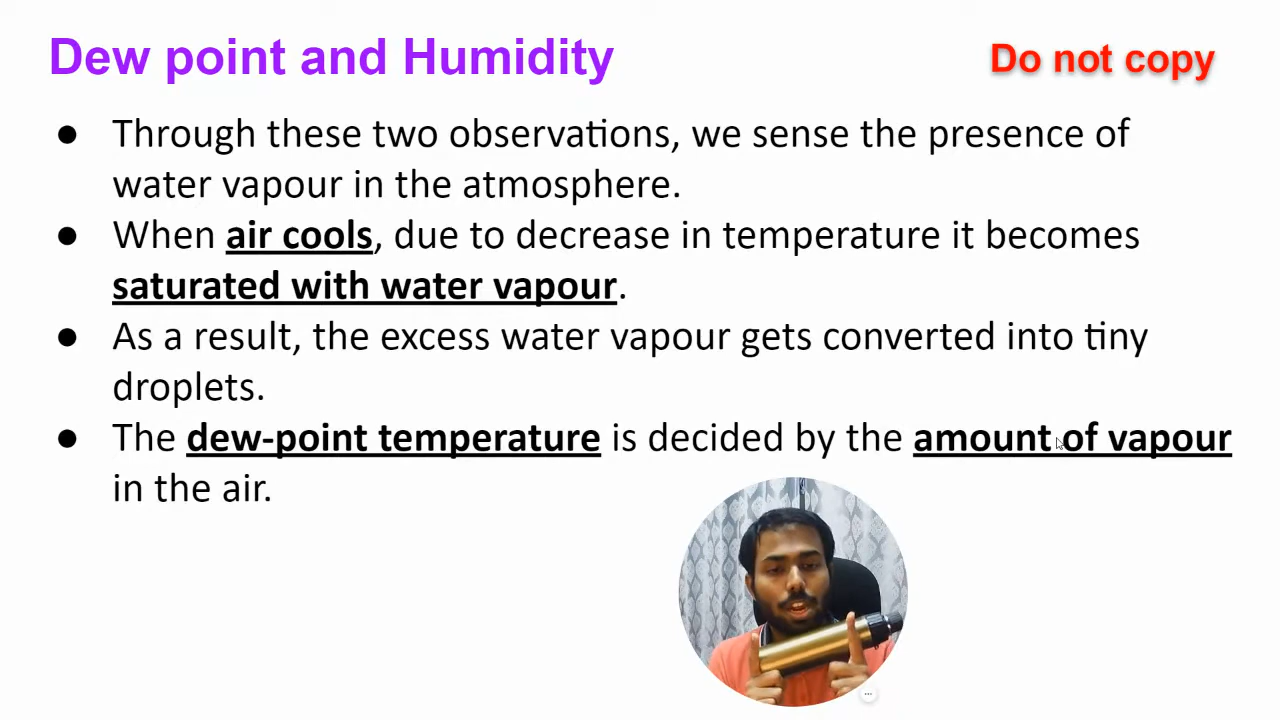 Dew point and Humidity
Do not copy
● Through these two observations, we sense the presence of
water vapour in the atmosphere.
● When air cools, due to decrease in temperature it becomes
saturated with water vapour.
● As a result, the excess water vapour gets converted into tiny
droplets.
● The dew-point temperature is decided by the amount of vapour
in the air.